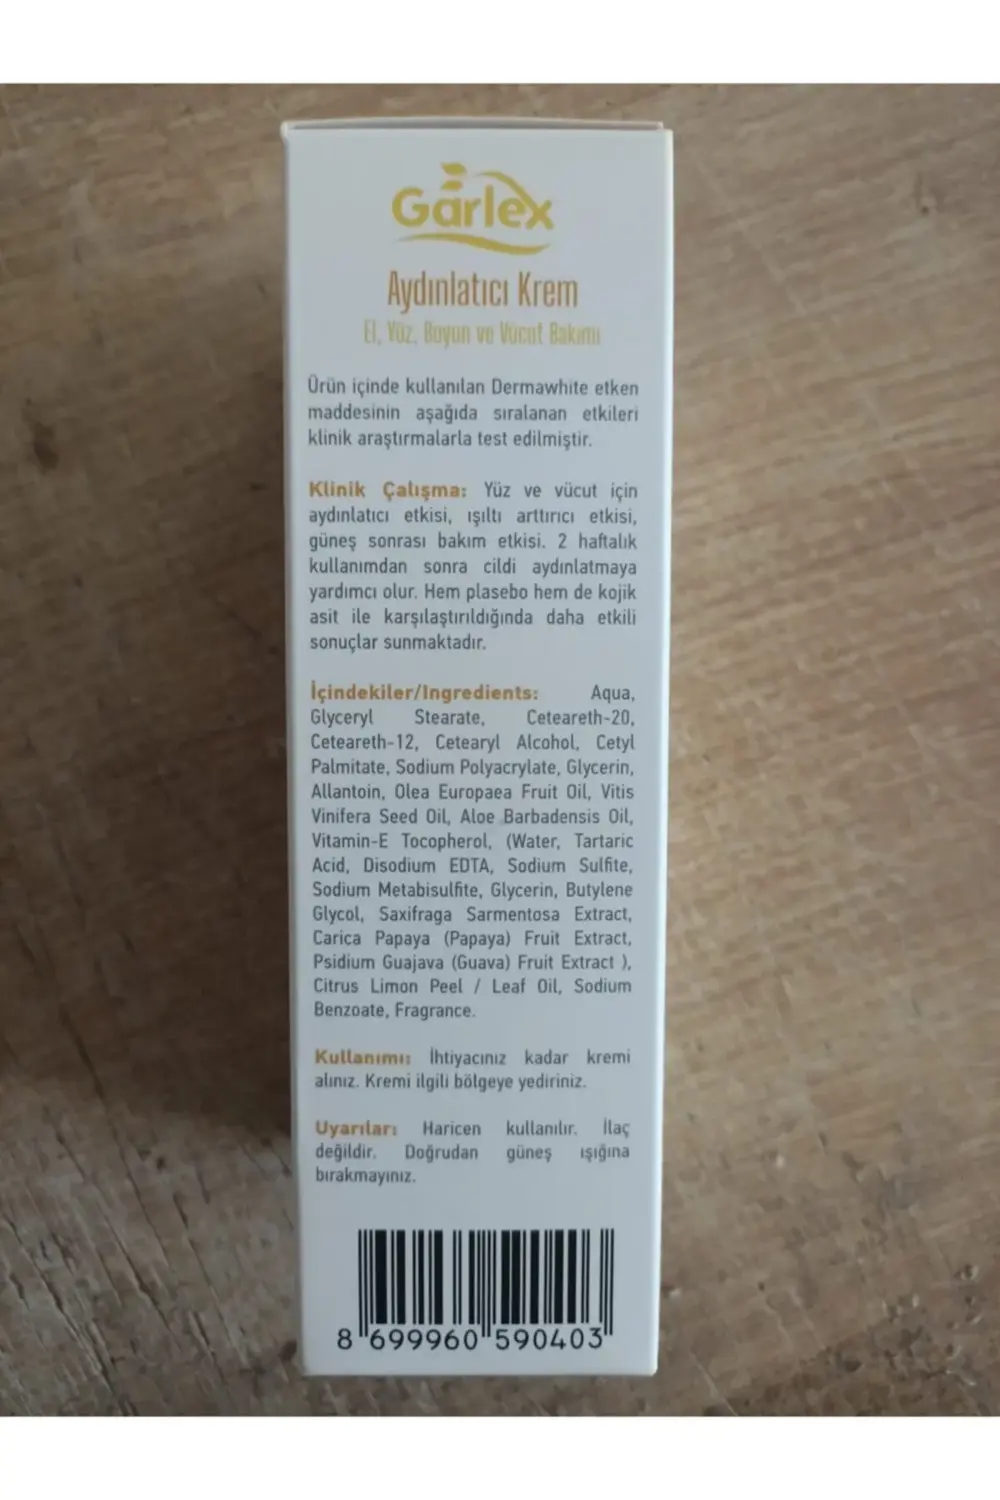 Garlex
Aydınlatıcı Krem
El, Yüz, Boyun ve Vücut Bakımı
Ürün içinde kullanılan Dermawhite etken
maddesinin aşağıda sıralanan etkileri
klinik araştırmalarla test edilmiştir.
Klinik Çalışma: Yüz ve vücut için
aydınlatıcı etkisi, ışıltı arttırıcı etkisi,
güneş sonrası bakım etkisi. 2 haftalık
kullanımdan sonra cildi aydınlatmaya
yardımcı olur. Hem plasebo hem de kojik
asit ile karşılaştırıldığında daha etkili
sonuçlar sunmaktadır.
İçindekiler/Ingredients: Aqua,
Glyceryl Stearate, Ceteareth-20,
Ceteareth-12, Cetearyl Alcohol, Cetyl
Palmitate, Sodium Polyacrylate, Glycerin,
Allantoin, Olea Europaea Fruit Oil, Vitis
Vinifera Seed Oil, Aloe Barbadensis Oil,
Vitamin-E Tocopherol, (Water, Tartaric
Acid, Disodium EDTA, Sodium Sulfite,
Sodium Metabisulfite, Glycerin, Butylene
Glycol, Saxifraga Sarmentosa Extract,
Carica Papaya (Papaya) Fruit Extract,
Psidium Guajava (Guava) Fruit Extract ),
Citrus Limon Peel / Leaf Oil, Sodium
Benzoate, Fragrance.
Kullanımı: İhtiyacınız kadar kremi
alınız. Kremi ilgili bölgeye yediriniz.
Uyarılar: Haricen kullanılır. İlaç
değildir. Doğrudan güneş ışığına
bırakmayınız.
8 699960 590403